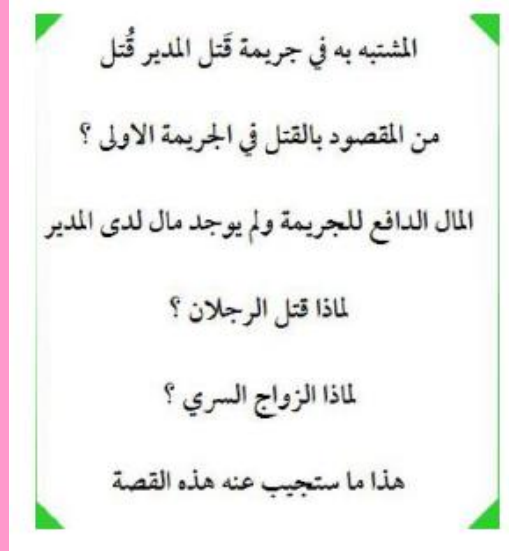 المشتبه به في جريمة قَتل المدير قُتل
من المقصود بالقتل في الجريمة الاولى ؟
المال الدافع للجريمة ولم يوجد مال لدى المدير
لماذا قتل الرجلان ؟
لماذا الزواج السري ؟
هذا ما ستجيب عنه هذه القصة